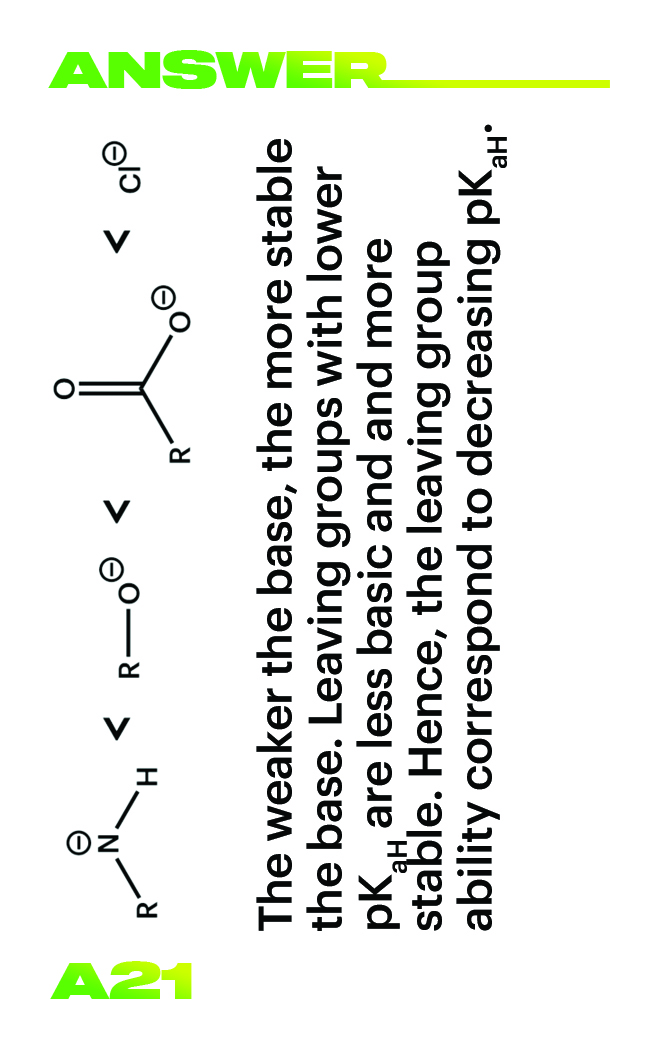 ANSWER
R N⊖ H < R—O⊖ < R O O⊖ < Cl⊖
The weaker the base, the more stable
the base. Leaving groups with lower
pKaH are less basic and and more
stable. Hence, the leaving group
ability correspond to decreasing pKaH.
A21